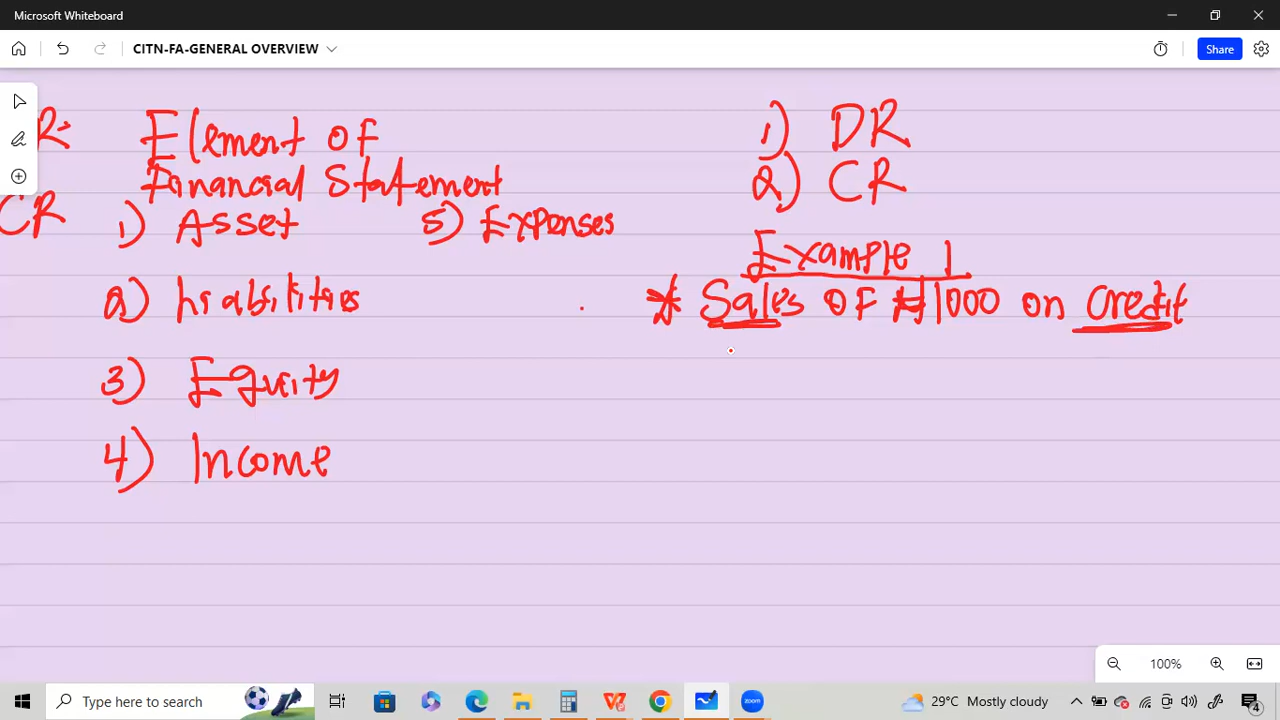 Microsoft Whiteboard
CITN-FA-GENERAL OVERVIEW
Share
R
CR
Element of
Financial Statement
1) Asset
5) Expenses
2) Liabilities
3) Equity
4) Income
1) DR
2) CR
Example 1
* Sales of ₦1000 on credit
100%
Type here to search
zoom
29°C Mostly cloudy
4